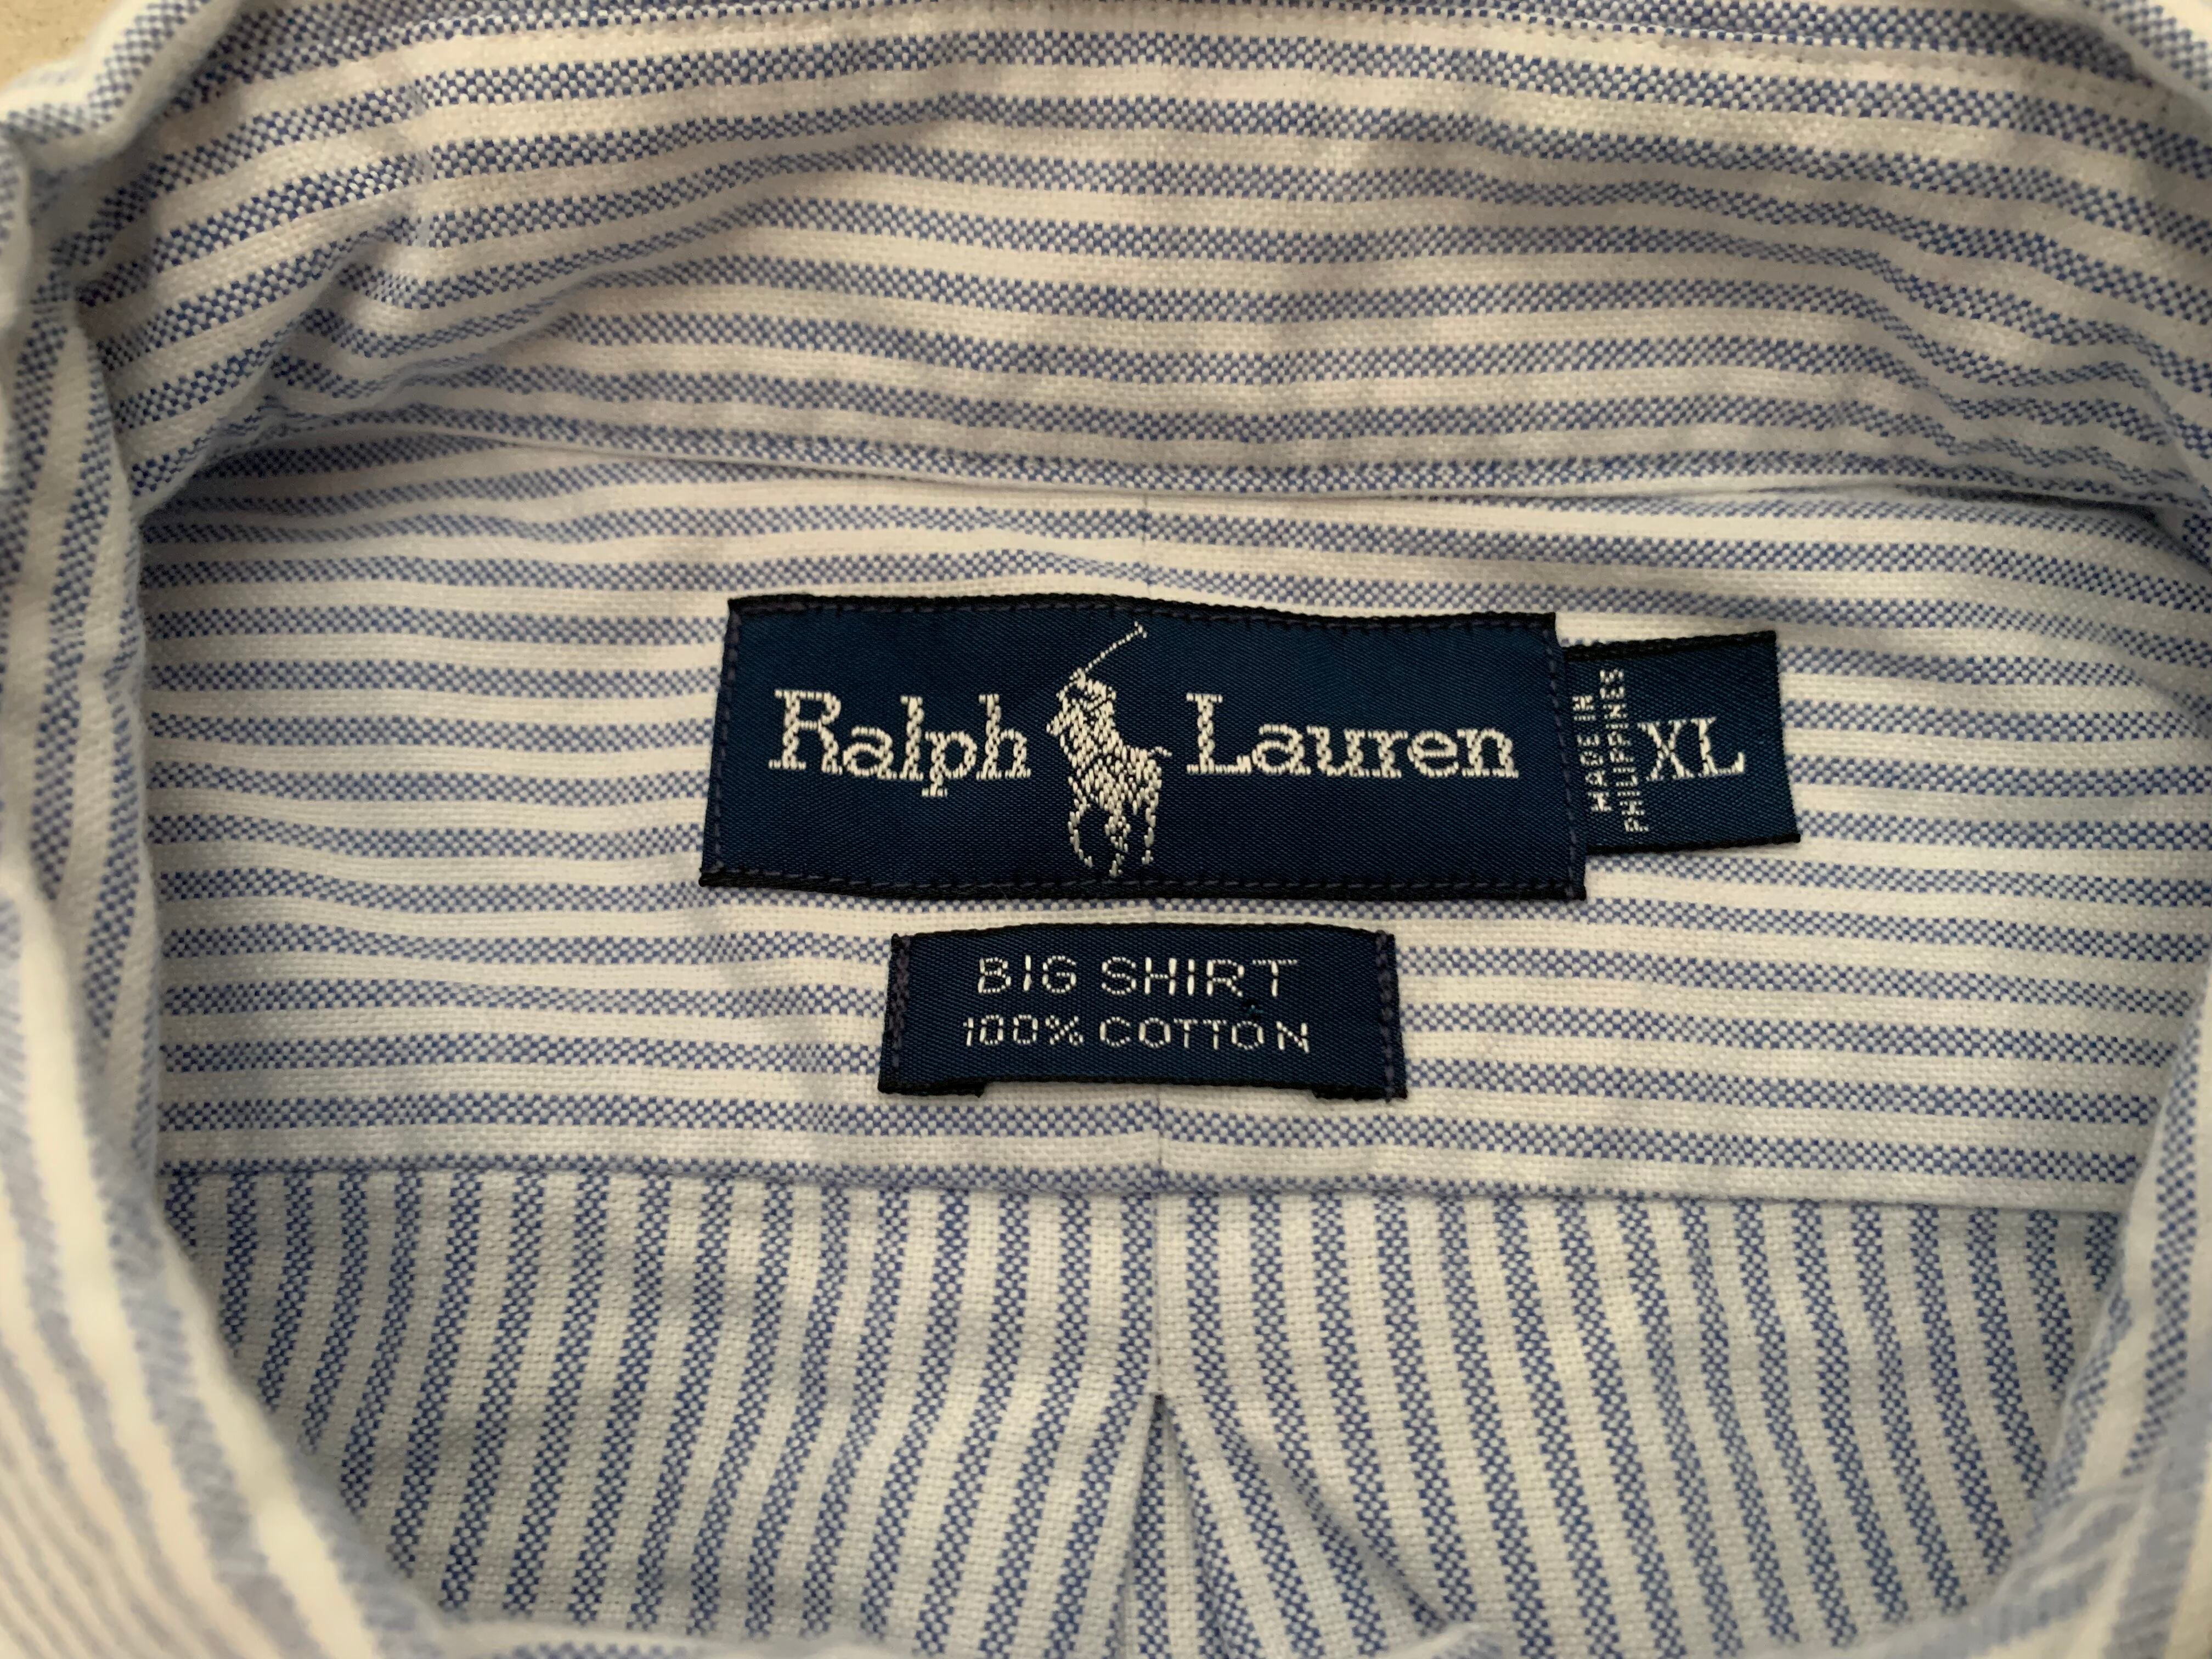 Ralph Lauren
MADE IN
PHILIPPINES
XL
BIG SHIRT
100% COTTON